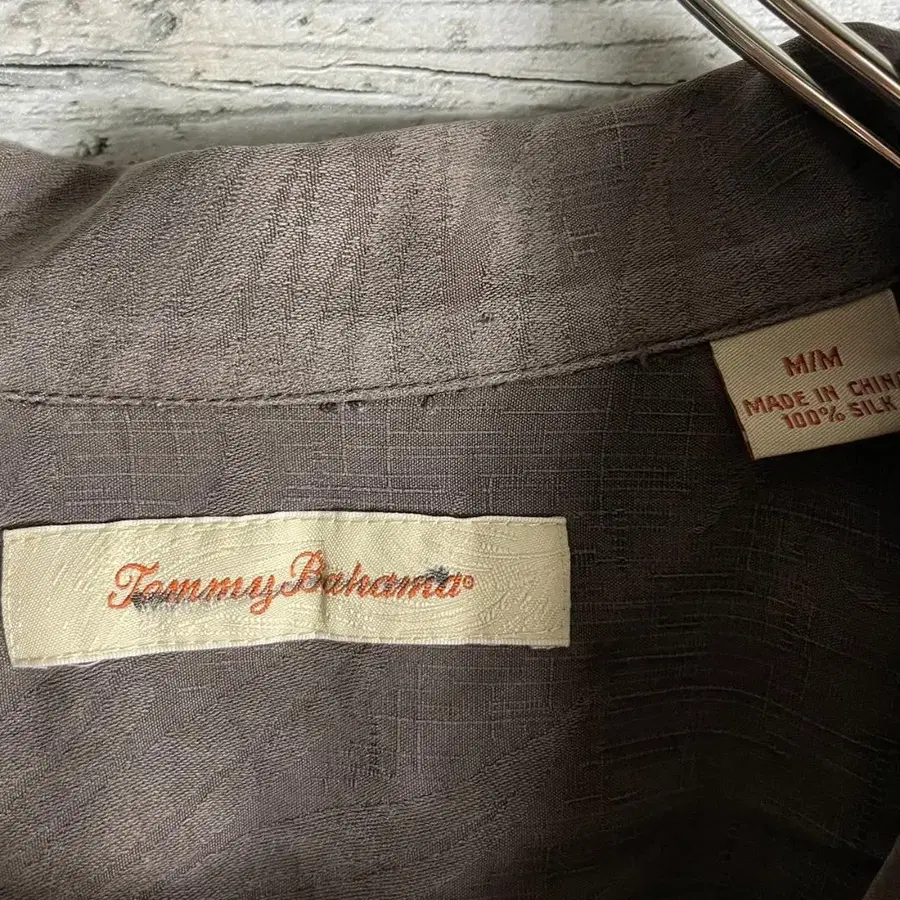 M/M
MADE IN CHINA
100% SILK
Tommy Bahama®